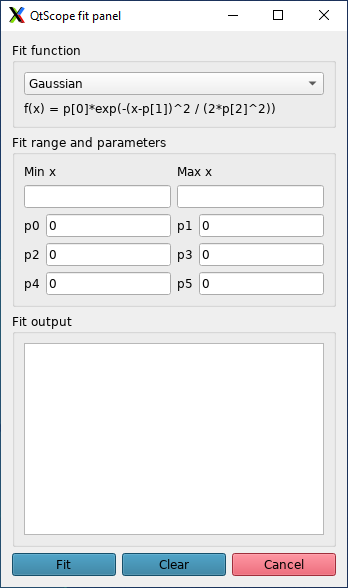 QtScope fit panel
Fit function
Gaussian
f(x) = p[0]*exp(-(x-p[1])^2 / (2*p[2]^2))
Fit range and parameters
Min x Max x
p0 0 p1 0
p2 0 p3 0
p4 0 p5 0
Fit output
Fit Clear Cancel